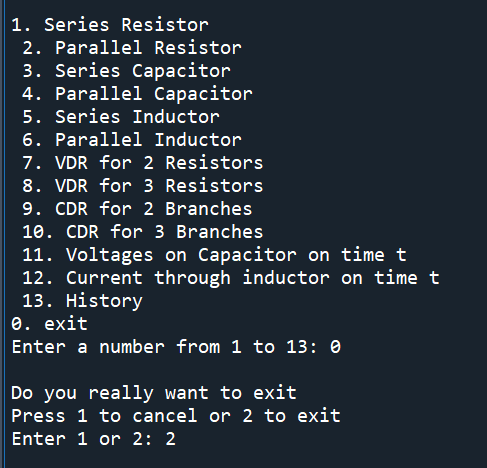 1. Series Resistor
2. Parallel Resistor
3. Series Capacitor
4. Parallel Capacitor
5. Series Inductor
6. Parallel Inductor
7. VDR for 2 Resistors
8. VDR for 3 Resistors
9. CDR for 2 Branches
10. CDR for 3 Branches
11. Voltages on Capacitor on time t
12. Current through inductor on time t
13. History
0. exit
Enter a number from 1 to 13: 0
Do you really want to exit
Press 1 to cancel or 2 to exit
Enter 1 or 2: 2